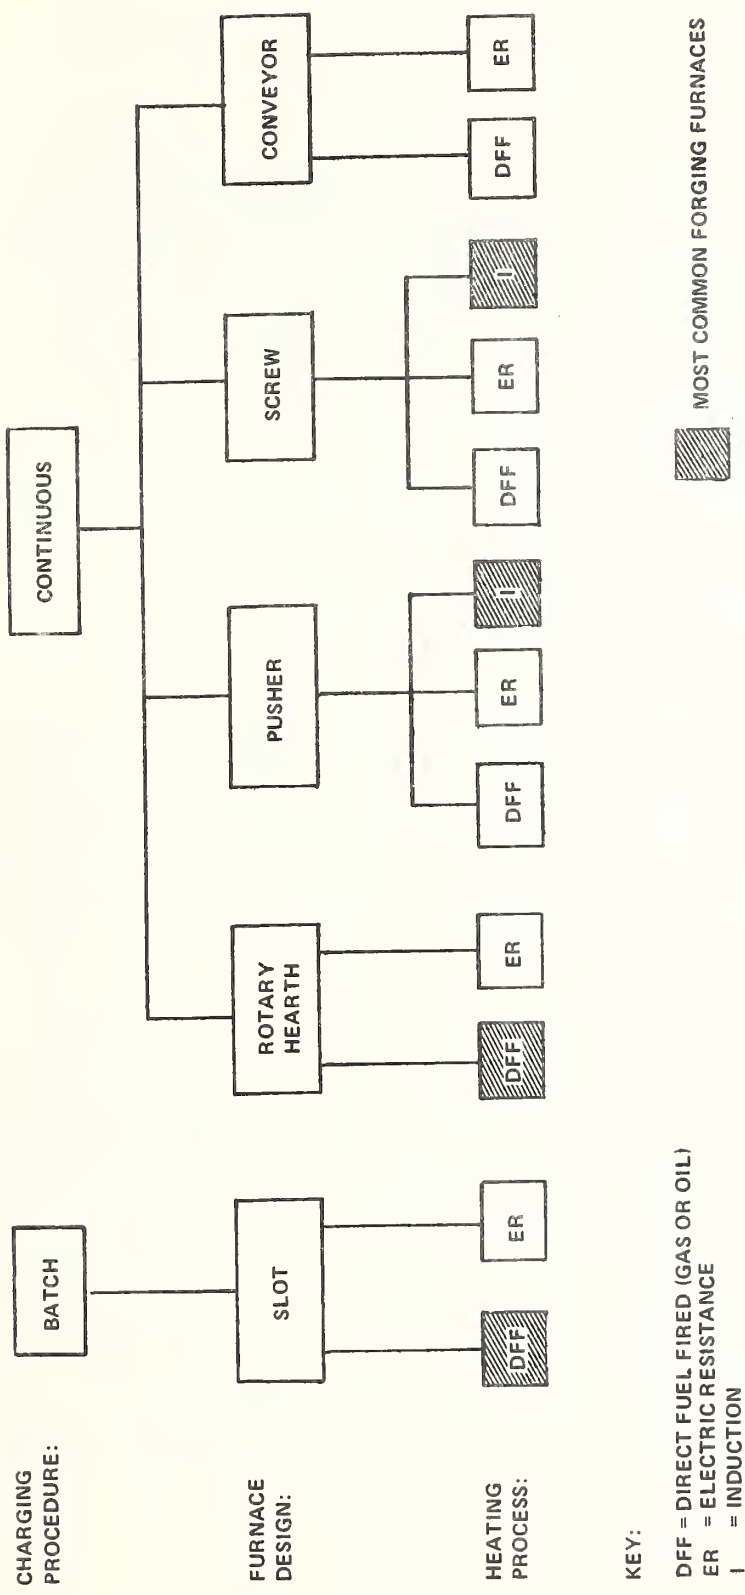 CHARGING
PROCEDURE:
BATCH
CONTINUOUS
FURNACE
DESIGN:
SLOT
ROTARY
HEARTH
PUSHER
SCREW
CONVEYOR
HEATING
PROCESS:
DFF
ER
DFF
ER
DFF
ER
I
DFF
ER
I
DFF
ER
KEY:
DFF = DIRECT FUEL FIRED (GAS OR OIL)
ER = ELECTRIC RESISTANCE
I = INDUCTION
MOST COMMON FORGING FURNACES